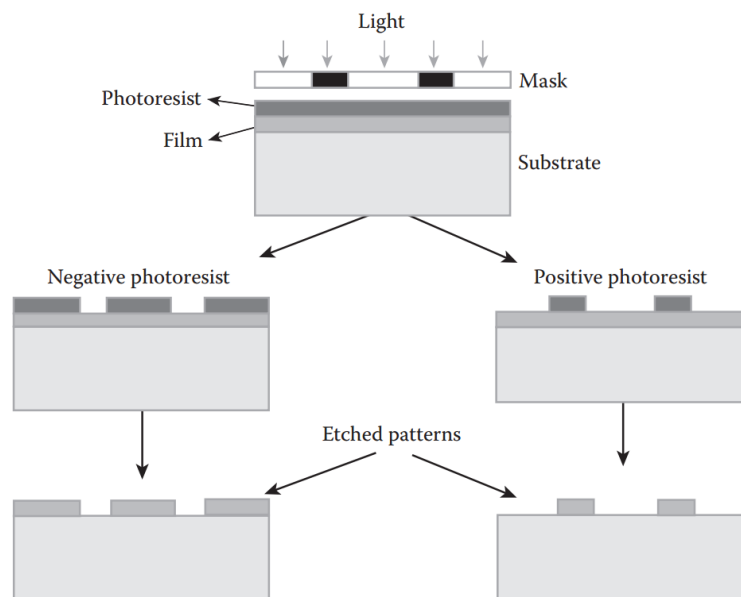 Light
Mask
Photoresist
Film
Substrate
Negative photoresist
Positive photoresist
Etched patterns